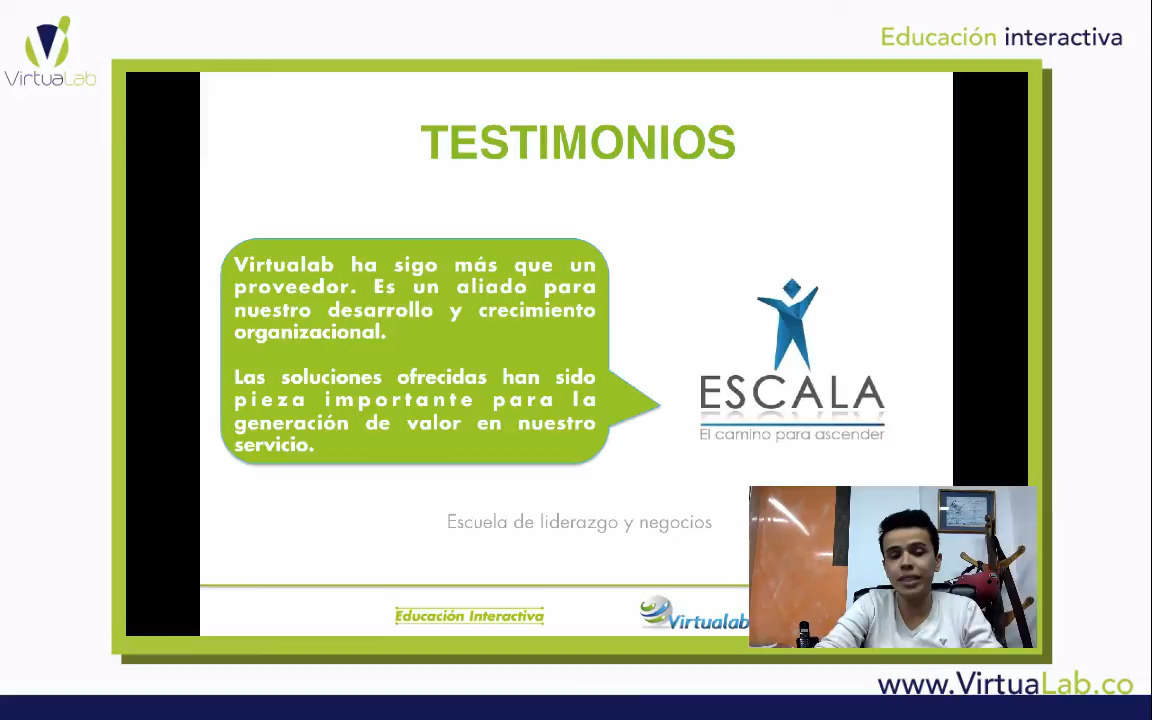 VirtuaLab
Educación interactiva
TESTIMONIOS
Virtualab ha sigo más que un
proveedor. Es un aliado para
nuestro desarrollo y crecimiento
organizacional.
Las soluciones ofrecidas han sido
pieza importante para la
generación de valor en nuestro
servicio.
ESCALA
El camino para ascender
Escuela de liderazgo y negocios
Educación Interactiva
Virtualab
www.VirtuaLab.co